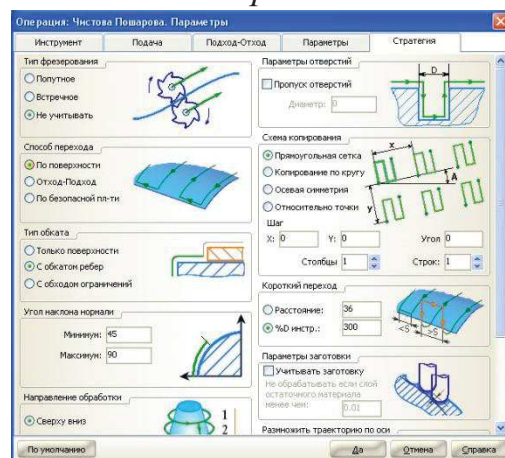 Операция: Чистова Пошарова. Параметры
Инструмент
Подача
Подход-Отход
Параметры
Стратегия
Тип фрезерования
Попутное
Встречное
Не учитывать
Способ перехода
По поверхности
Отход-Подход
По безопасной пл-ти
Тип обката
Только поверхности
С обкатом ребер
С обходом ограничений
Угол наклона нормали
Минимум: 45
Максимум: 90
Направление обработки
Сверху вниз
1
2
Параметры отверстий
Пропуск отверстий
Диаметр: 0
D
Схема копирования
Прямоугольная сетка
Копирование по кругу
Осевая симметрия
Относительно точки
x
A
y
Шаг
X: 0 Y: 0 Угол 0
Столбцы 1 Строк: 1
Короткий переход
Расстояние: 36
%D инстр.: 300
<S >S
Параметры заготовки
Учитывать заготовку
Не обрабатывать если слой
остаточного материала
менее чем: 0.01
Размножить траекторию по оси
По умолчанию
Да
Отмена
Справка